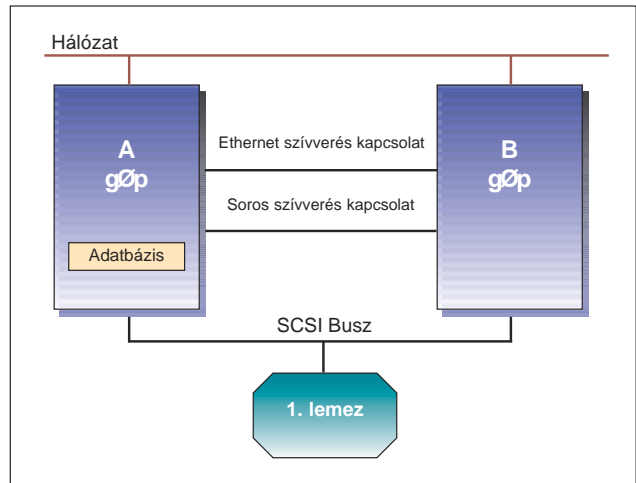 Hálózat
A
gØp
B
gØp
Ethernet szívverés kapcsolat
Soros szívverés kapcsolat
Adatbázis
SCSI Busz
1. lemez